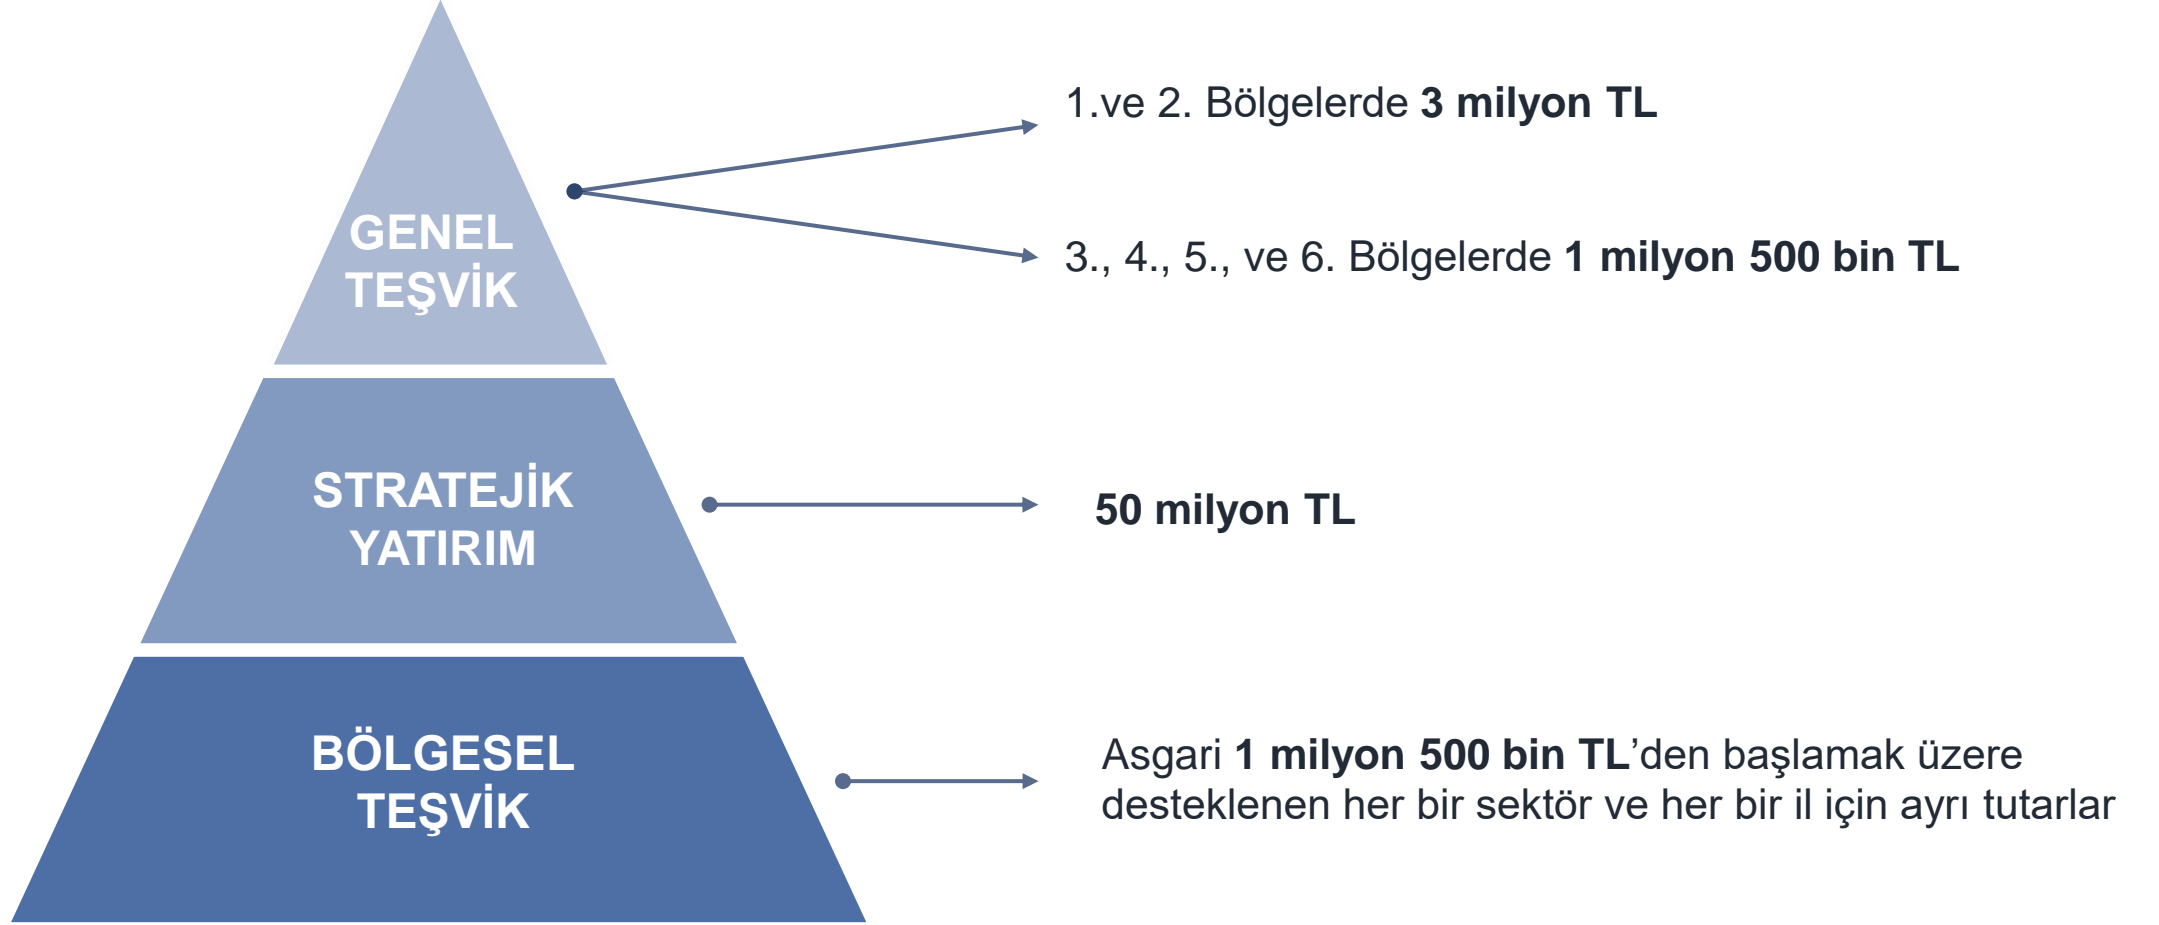 GENEL
TEŞVİK
1.ve 2. Bölgelerde 3 milyon TL
3., 4., 5., ve 6. Bölgelerde 1 milyon 500 bin TL
STRATEJİK
YATIRIM
50 milyon TL
BÖLGESEL
TEŞVİK
Asgari 1 milyon 500 bin TL’den başlamak üzere
desteklenen her bir sektör ve her bir il için ayrı tutarlar